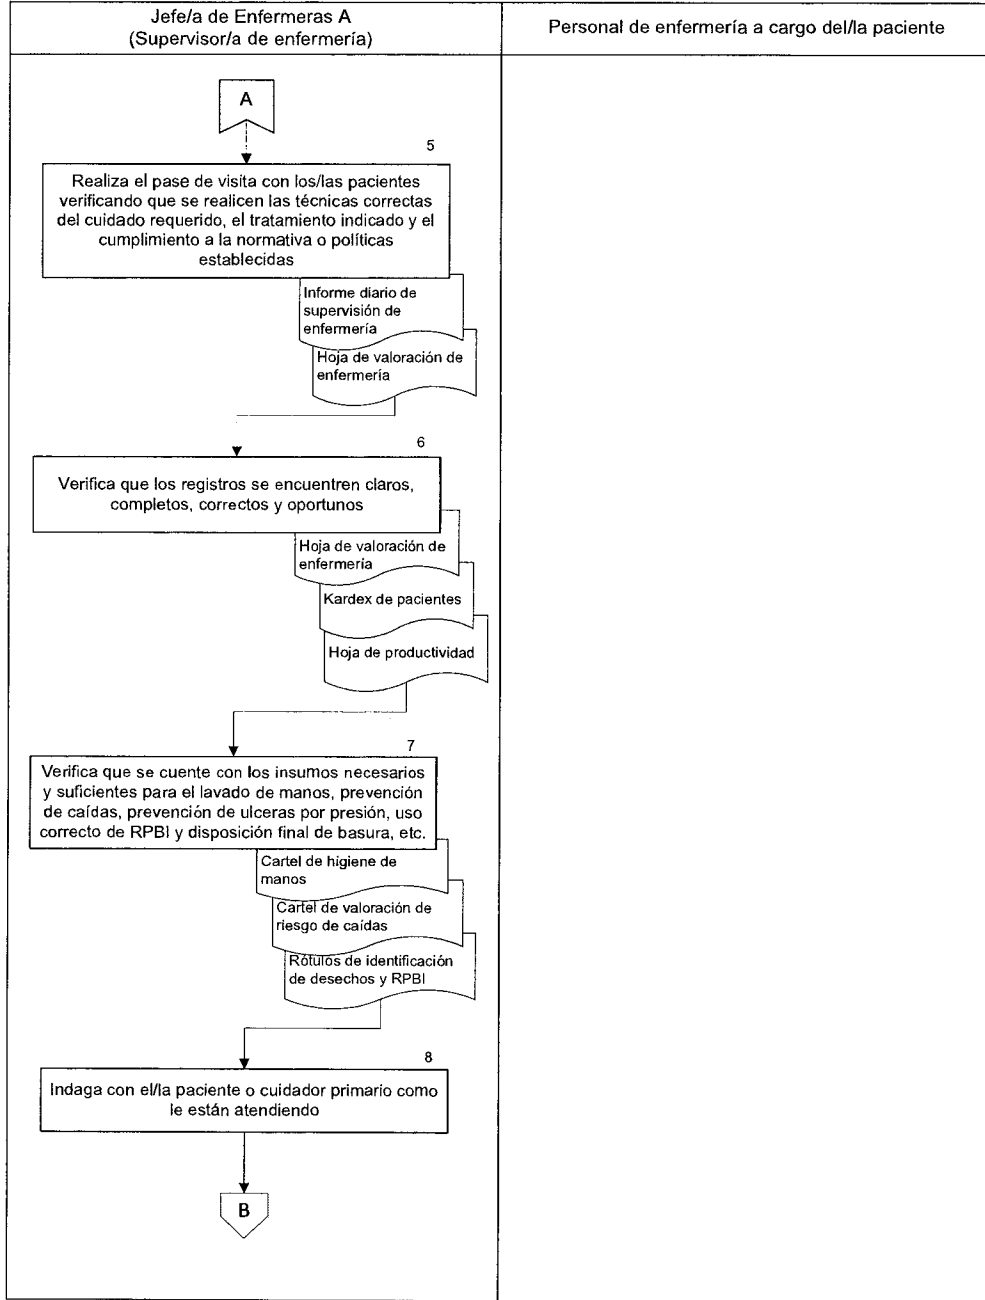 Jefe/a de Enfermeras A
(Supervisor/a de enfermería)
Personal de enfermería a cargo del/la paciente
A
5
Realiza el pase de visita con los/las pacientes
verificando que se realicen las técnicas correctas
del cuidado requerido, el tratamiento indicado y el
cumplimiento a la normativa o políticas
establecidas
Informe diario de
supervisión de
enfermería
Hoja de valoración de
enfermería
6
Verifica que los registros se encuentren claros,
completos, correctos y oportunos
Hoja de valoración de
enfermería
Kardex de pacientes
Hoja de productividad
7
Verifica que se cuente con los insumos necesarios
y suficientes para el lavado de manos, prevención
de caídas, prevención de ulceras por presión, uso
correcto de RPBI y disposición final de basura, etc.
Cartel de higiene de
manos
Cartel de valoración de
riesgo de caídas
Rótulos de identificación
de desechos y RPBI
8
Indaga con el/la paciente o cuidador primario como
le están atendiendo
B